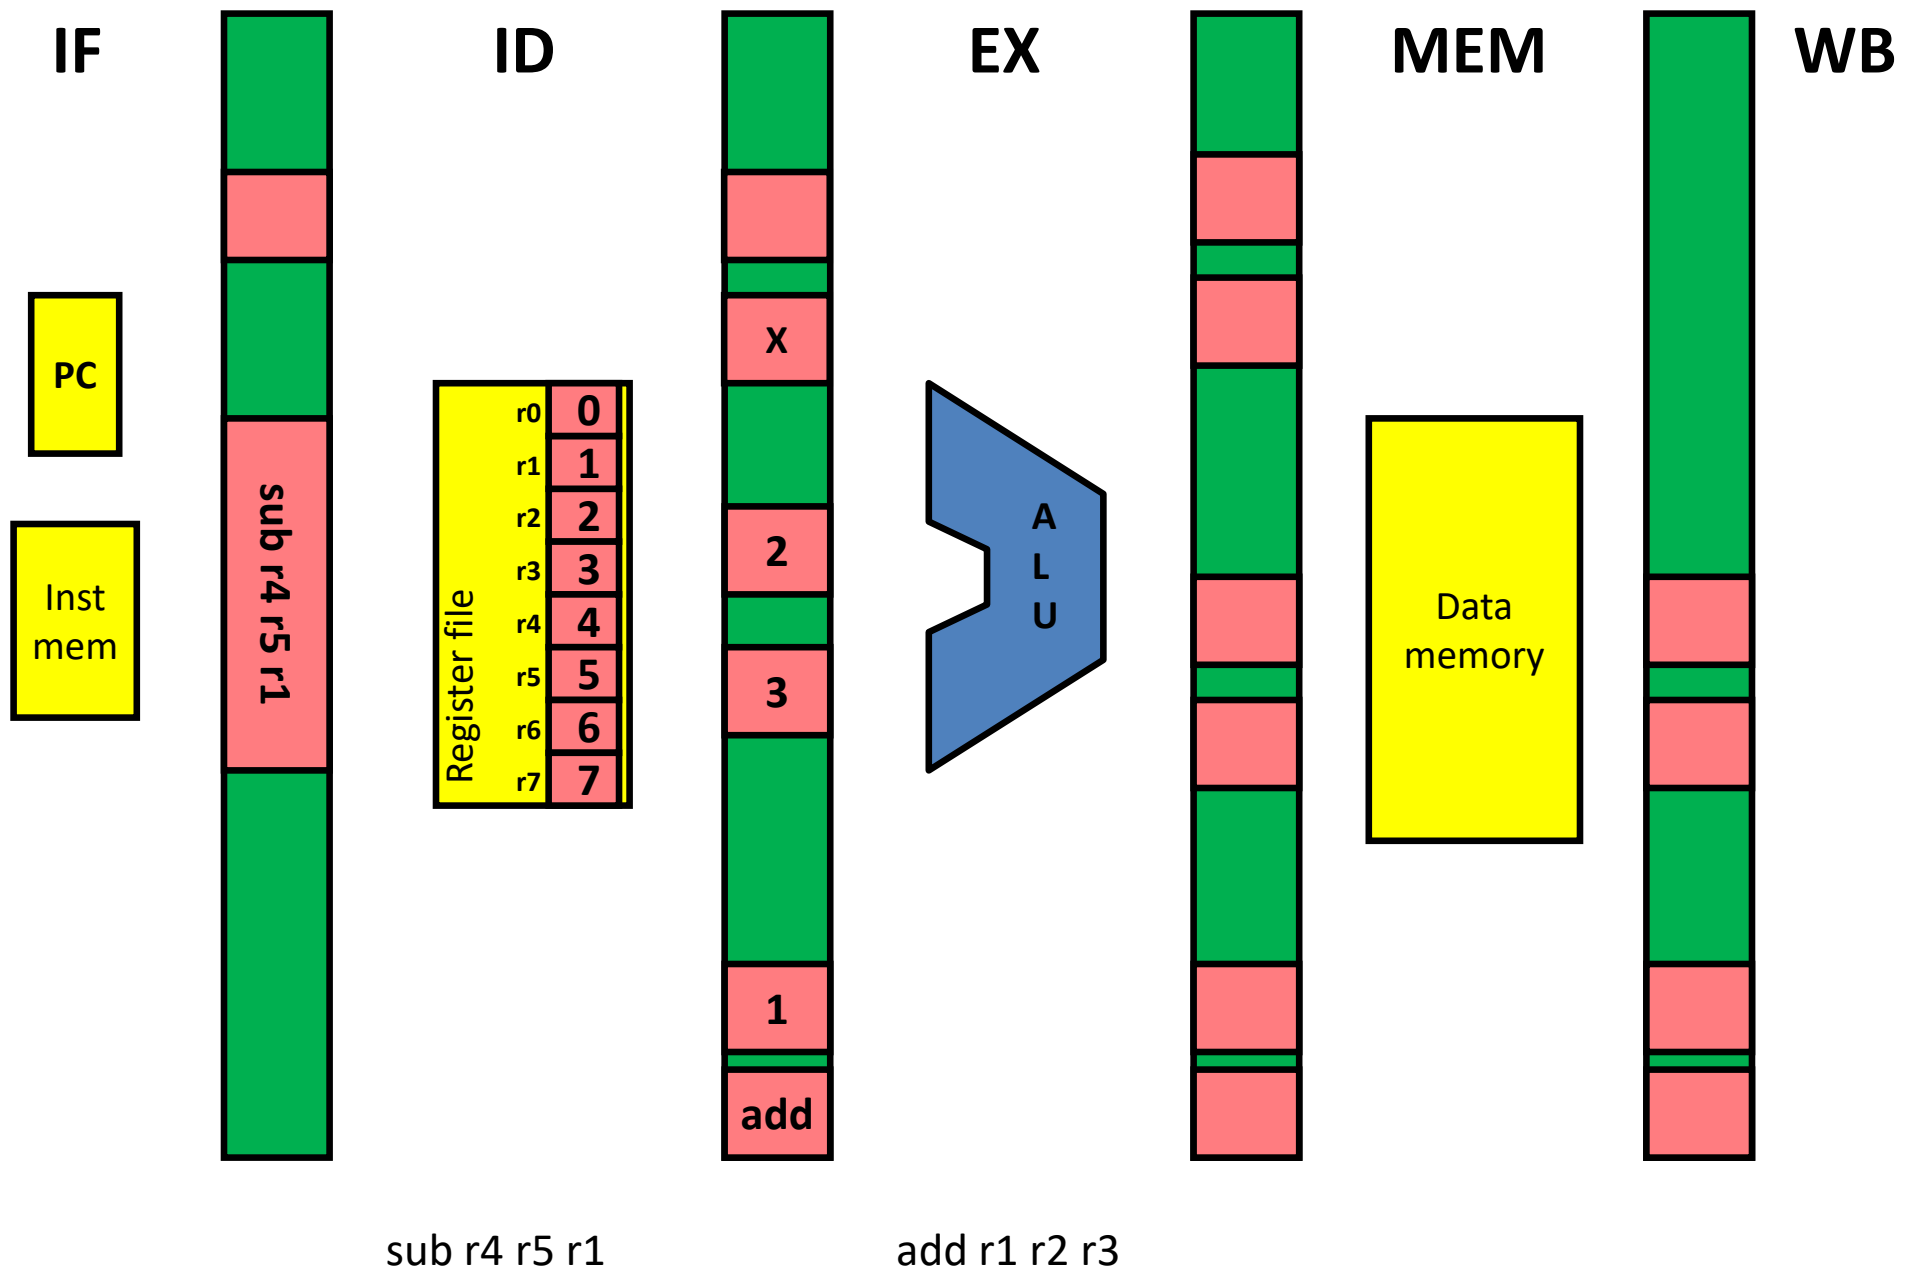 IF
ID
EX
MEM
WB
PC
Inst
mem
sub r4 r5 r1
Register file
r0 0
r1 1
r2 2
r3 3
r4 4
r5 5
r6 6
r7 7
X
2
3
1
add
A
L
U
Data
memory
sub r4 r5 r1
add r1 r2 r3